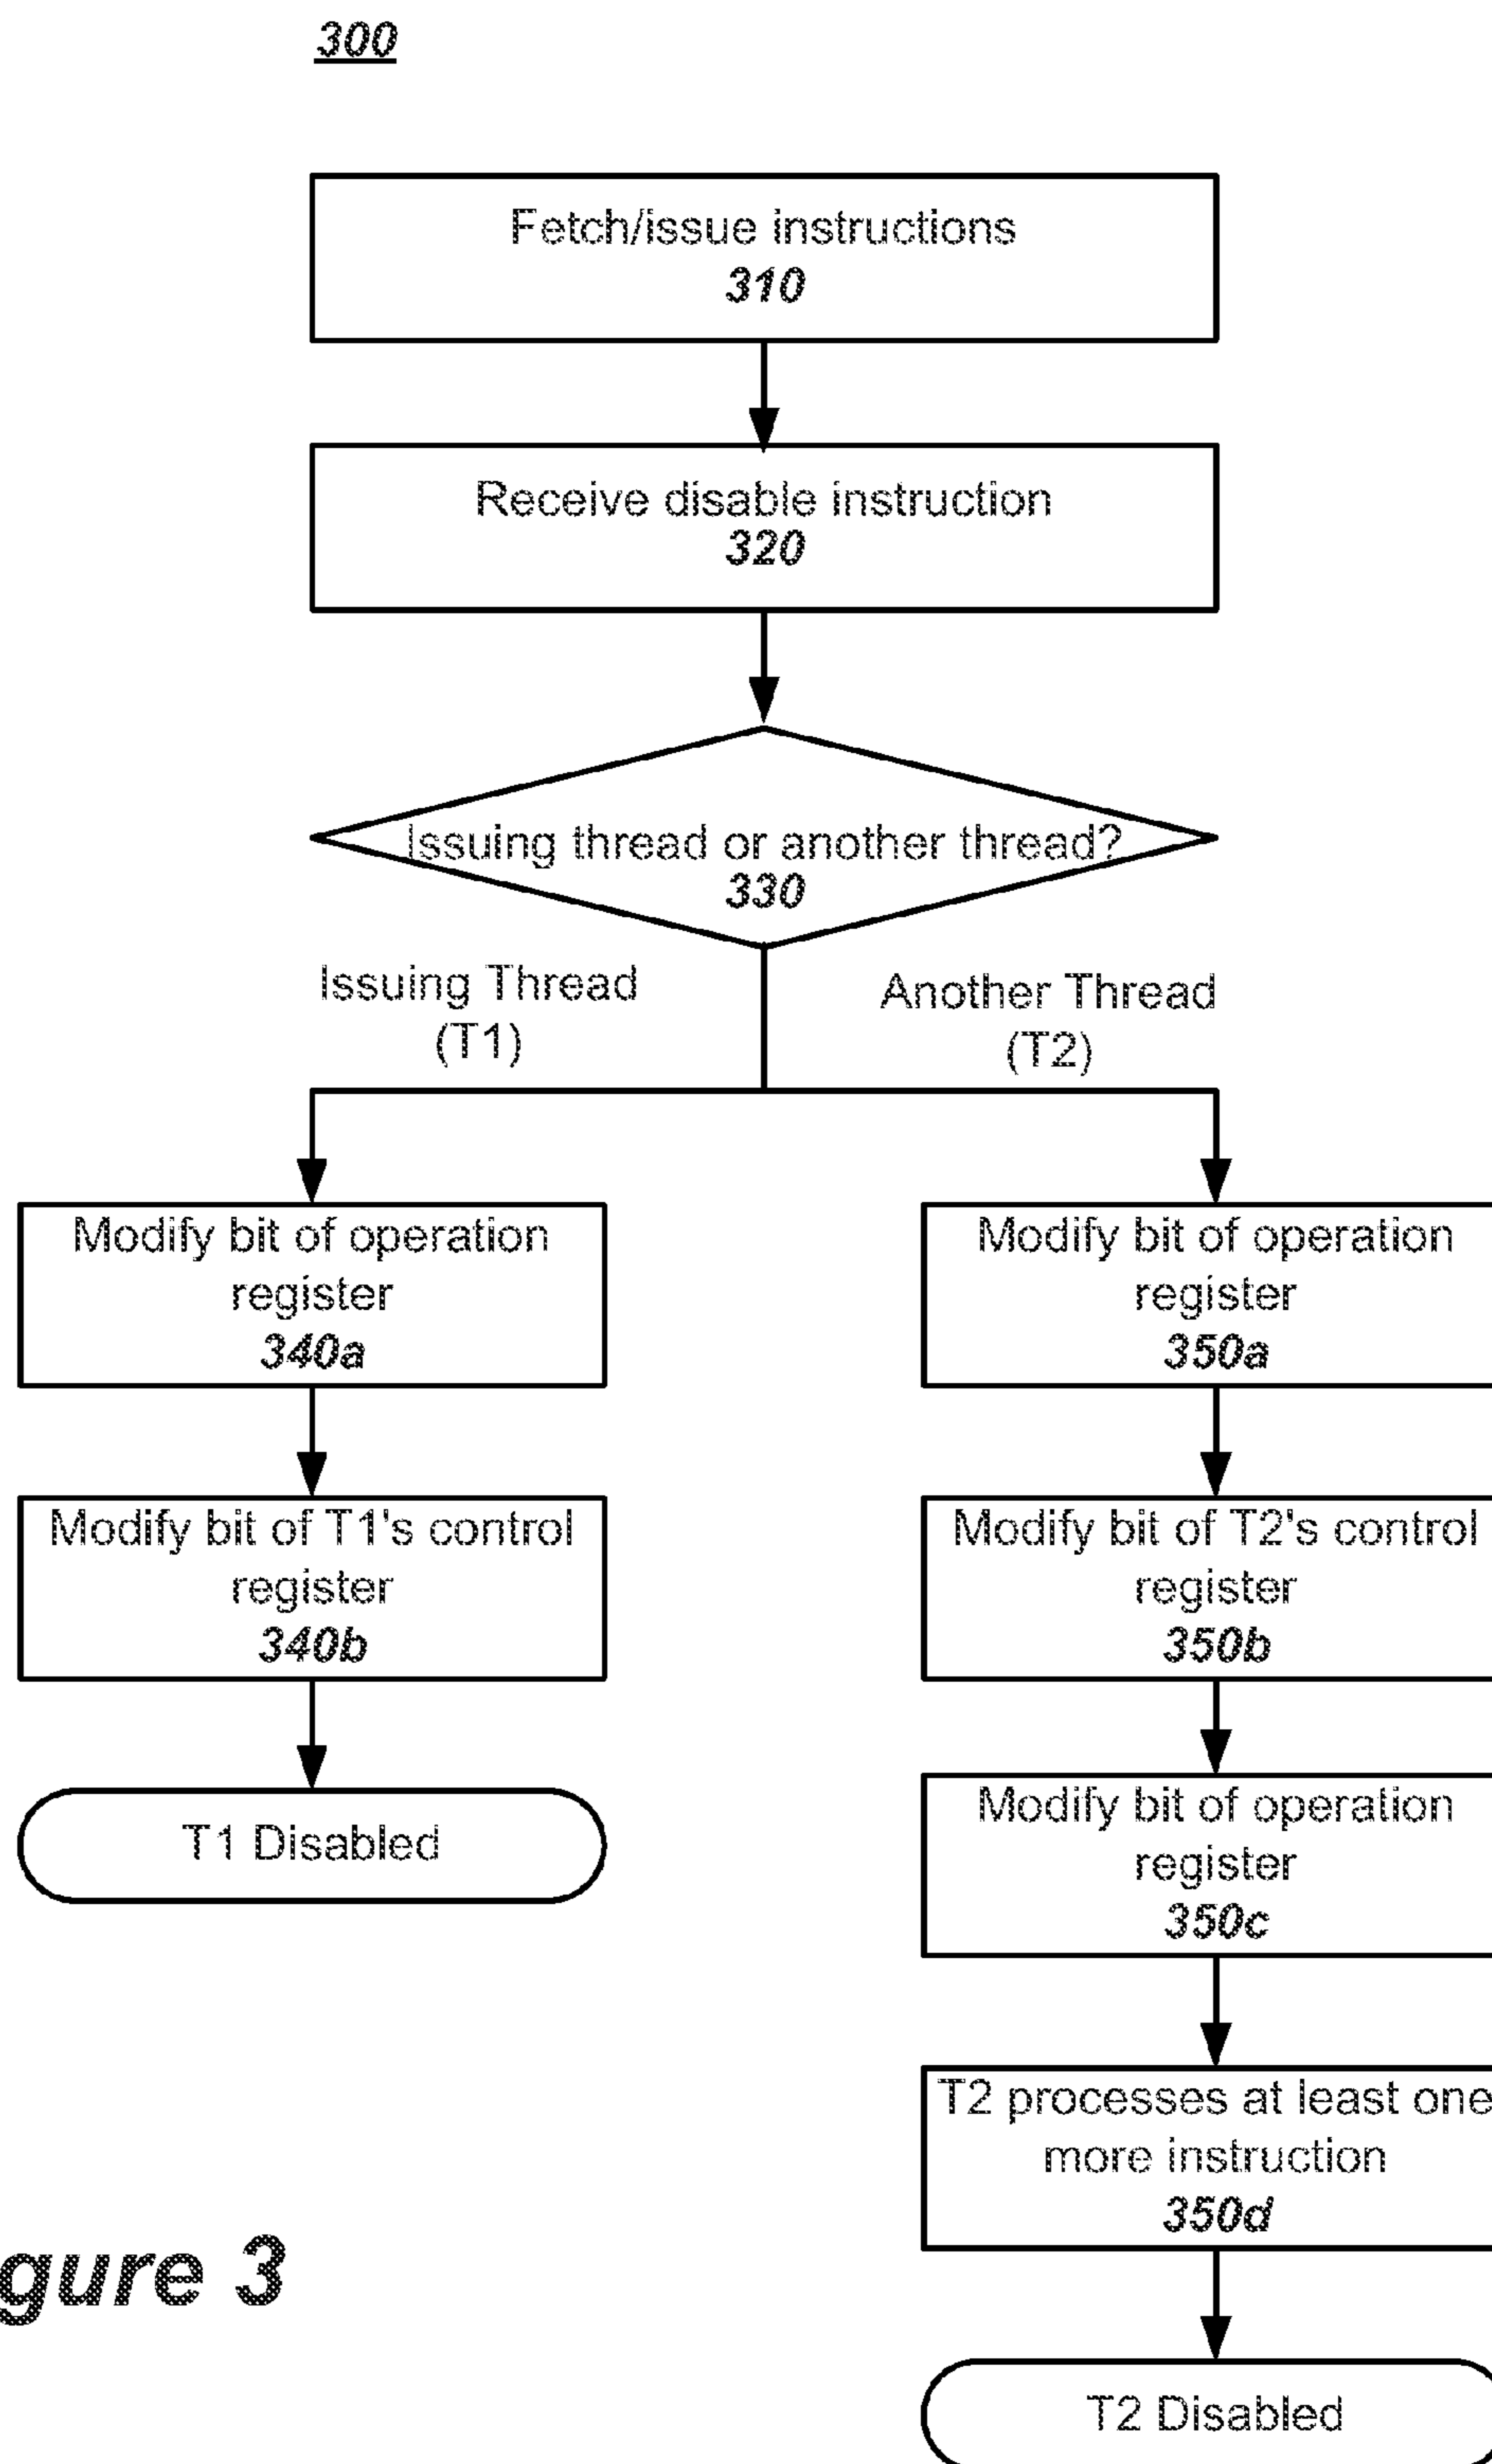 300
Fetch/issue instructions
310
Receive disable instruction
320
Issuing thread or another thread?
330
Issuing Thread
(T1)
Another Thread
(T2)
Modify bit of operation
register
340a
Modify bit of operation
register
350a
Modify bit of T1's control
register
340b
Modify bit of T2's control
register
350b
T1 Disabled
Modify bit of operation
register
350c
T2 processes at least one
more instruction
350d
gure 3
T2 Disabled